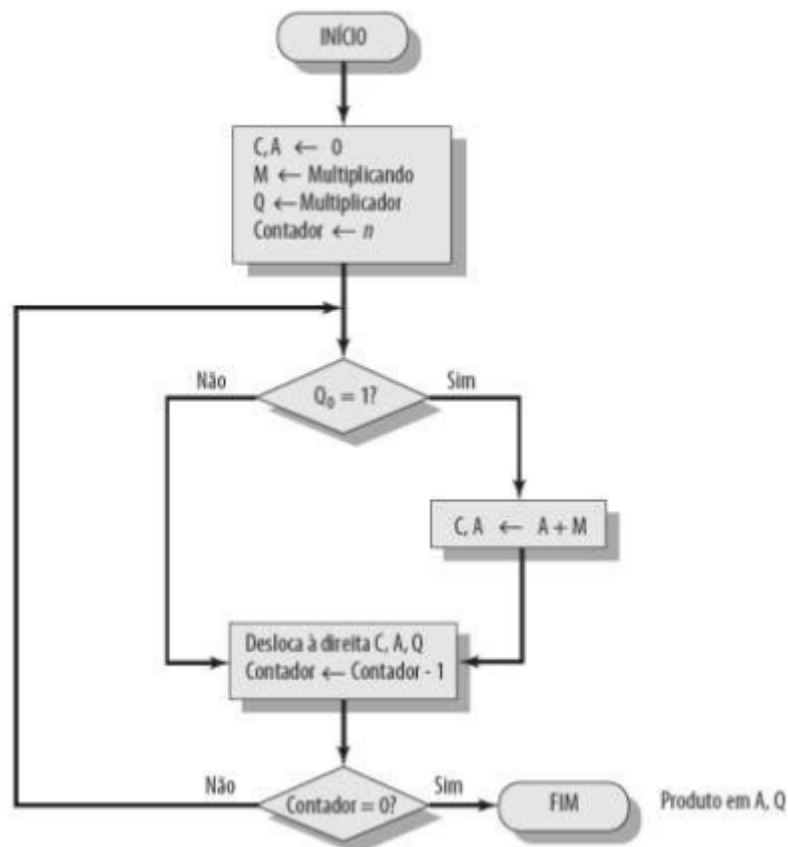 INÍCIO
C, A ← 0
M ← Multiplicando
Q ← Multiplicador
Contador ← n
Não
Q₀ = 1?
Sim
C, A ← A + M
Desloca à direita C, A, Q
Contador ← Contador - 1
Não
Contador = 0?
Sim
FIM
Produto em A, Q